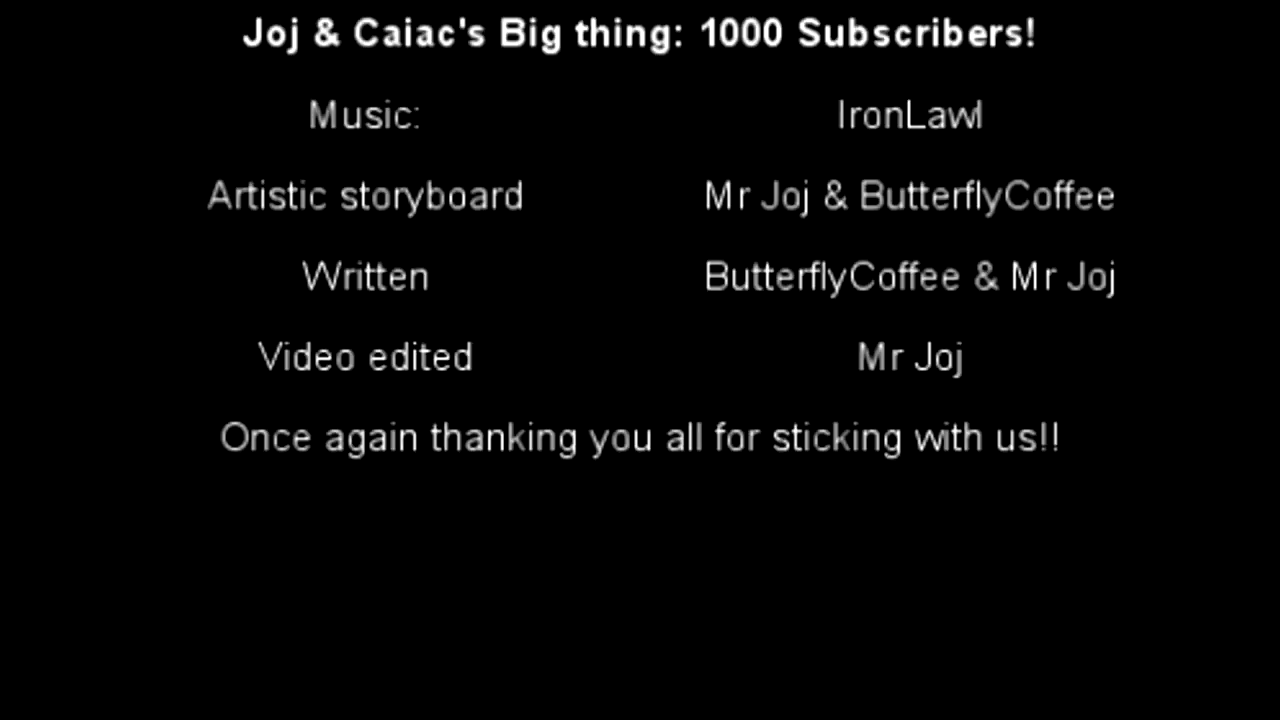 Joj & Caiac's Big thing: 1000 Subscribers!
Music: IronLawl
Artistic storyboard Mr Joj & ButterflyCoffee
Written ButterflyCoffee & Mr Joj
Video edited Mr Joj
Once again thanking you all for sticking with us!!